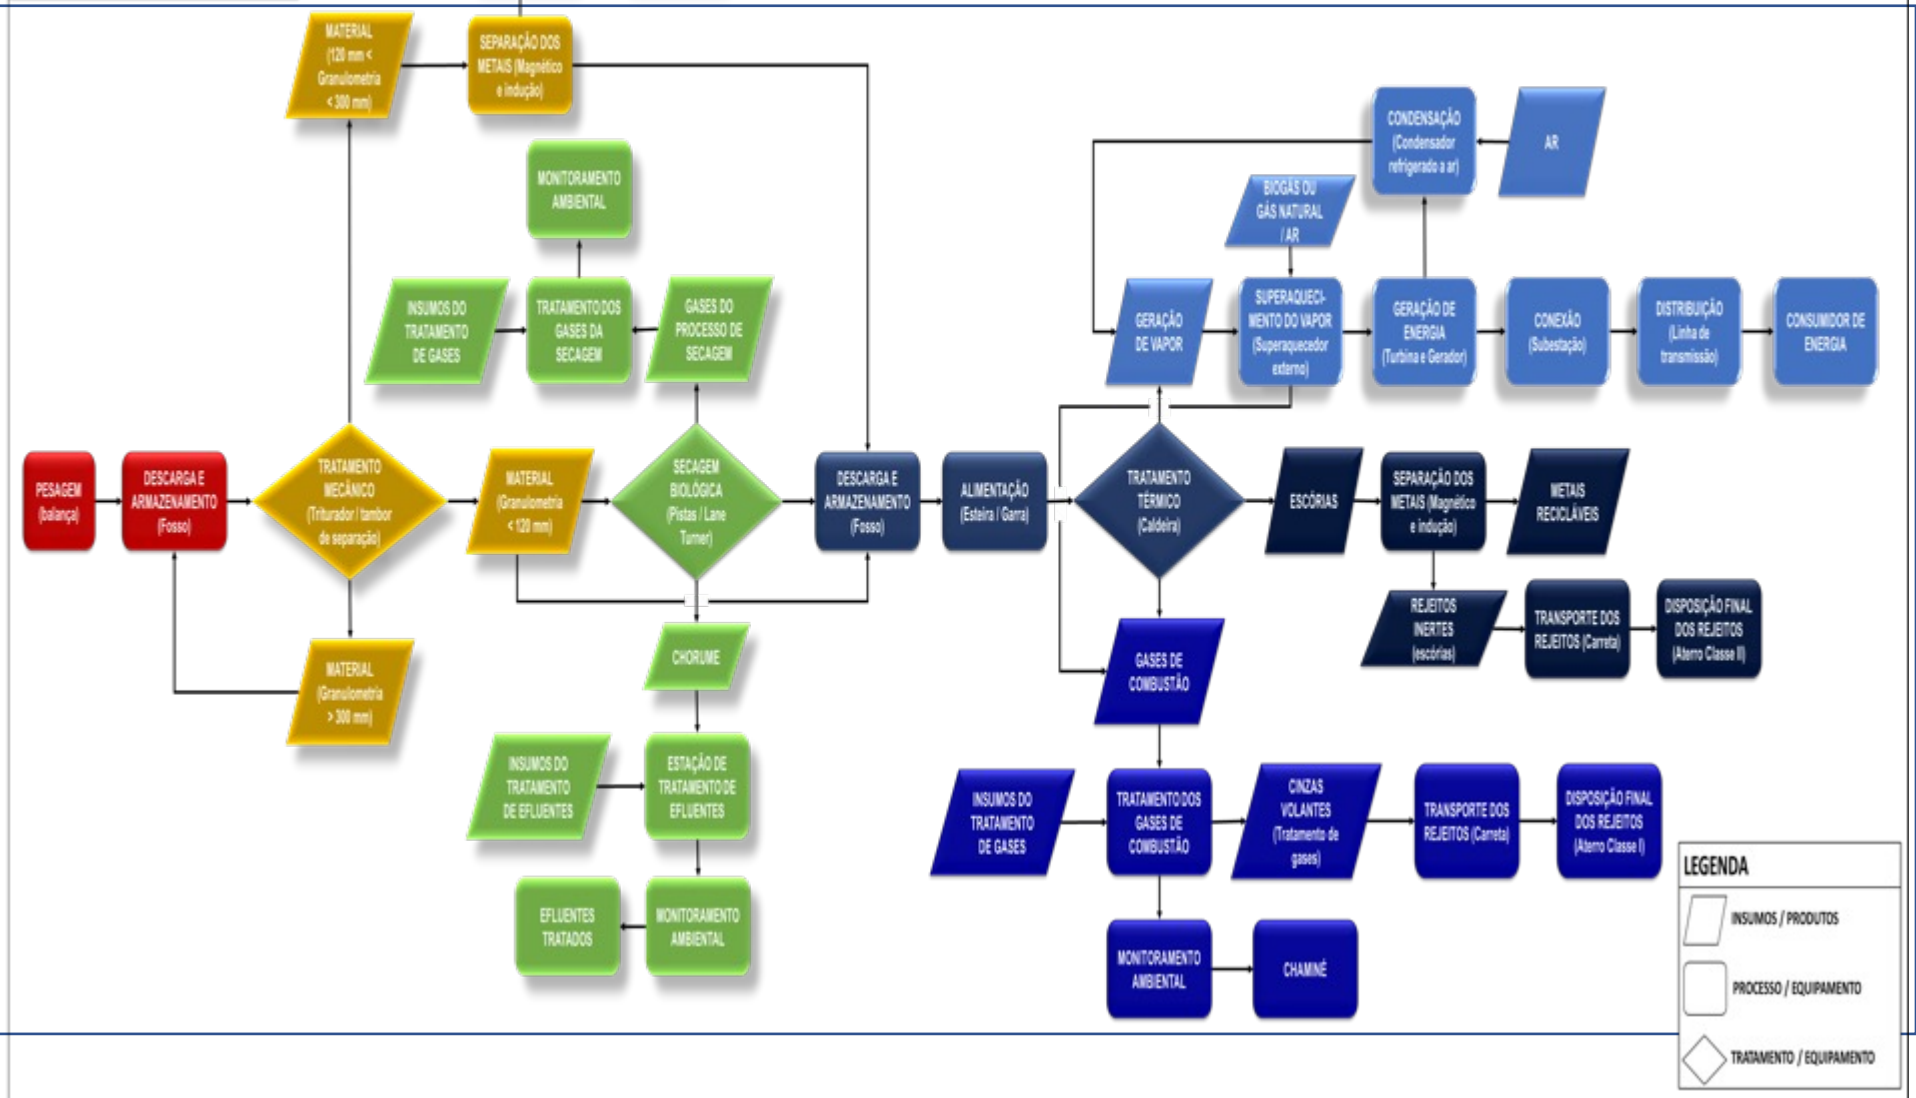 MATERIAL
(120 mm <
Granulometria
< 300 mm)
SEPARAÇÃO DOS
METAIS (Magnético
e indução)
MONITORAMENTO
AMBIENTAL
INSUMOS DO
TRATAMENTO
DE GASES
TRATAMENTO DOS
GASES DA
SECAGEM
GASES DO
PROCESSO DE
SECAGEM
CONDENSAÇÃO
(Condensador
refrigerado a ar)
AR
BIOGÁS OU
GÁS NATURAL
/ AR
GERAÇÃO
DE VAPOR
SUPERAQUECI-
MENTO DO VAPOR
(Superaquecedor
externo)
GERAÇÃO DE
ENERGIA
(Turbina e Gerador)
CONEXÃO
(Subestação)
DISTRIBUIÇÃO
(Linha de
transmissão)
CONSUMIDOR DE
ENERGIA
PESAGEM
(balança)
DESCARGA E
ARMAZENAMENTO
(Fosso)
TRATAMENTO
MECÂNICO
(Triturador / tambor
de separação)
MATERIAL
(Granulometria
< 120 mm)
SECAGEM
BIOLÓGICA
(Pistas / Lane
Turner)
DESCARGA E
ARMAZENAMENTO
(Fosso)
ALIMENTAÇÃO
(Esteira / Garra)
TRATAMENTO
TÉRMICO
(Caldeira)
ESCÓRIAS
SEPARAÇÃO DOS
METAIS (Magnético
e indução)
METAIS
RECICLÁVEIS
REJEITOS
INERTES
(escórias)
TRANSPORTE DOS
REJEITOS (Carreta)
DISPOSIÇÃO FINAL
DOS REJEITOS
(Aterro Classe II)
MATERIAL
(Granulometria
> 300 mm)
CHORUME
GASES DE
COMBUSTÃO
INSUMOS DO
TRATAMENTO
DE EFLUENTES
ESTAÇÃO DE
TRATAMENTO DE
EFLUENTES
EFLUENTES
TRATADOS
MONITORAMENTO
AMBIENTAL
INSUMOS DO
TRATAMENTO
DE GASES
TRATAMENTO DOS
GASES DE
COMBUSTÃO
CINZAS
VOLANTES
(Tratamento de
gases)
TRANSPORTE DOS
REJEITOS (Carreta)
DISPOSIÇÃO FINAL
DOS REJEITOS
(Aterro Classe I)
MONITORAMENTO
AMBIENTAL
CHAMINÉ
LEGENDA
INSUMOS / PRODUTOS
PROCESSO / EQUIPAMENTO
TRATAMENTO / EQUIPAMENTO